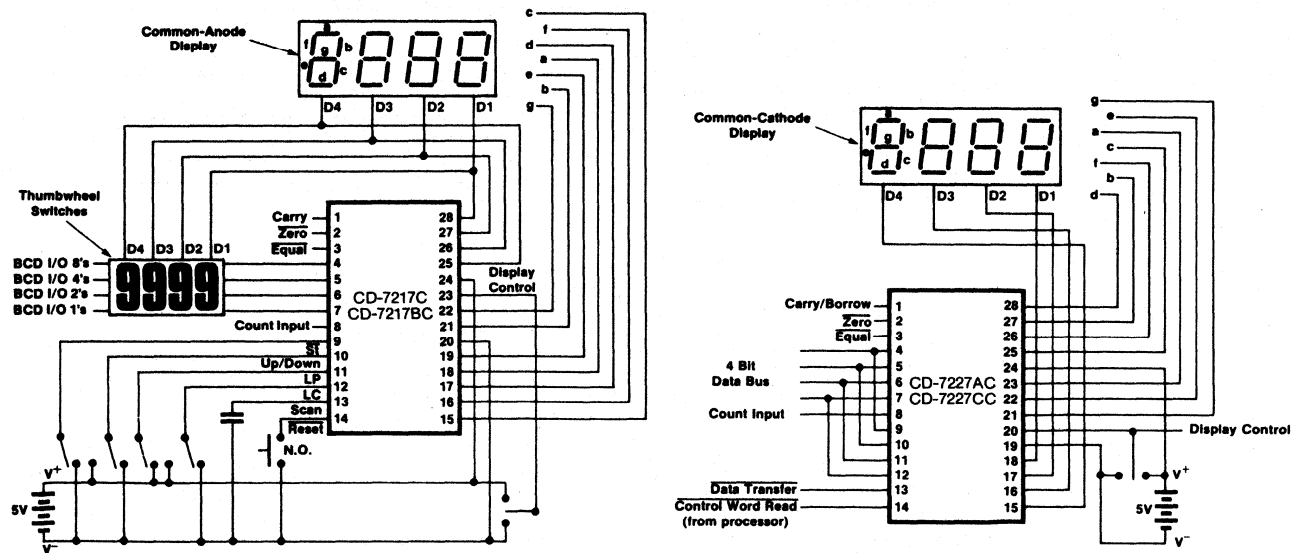 Common-Anode
Display
a
f
g
b
e
d
c
D4 D3 D2 D1
c
f
d
a
e
b
g
Thumbwheel
Switches
D4 D3 D2 D1
9999
BCD I/O 8's
BCD I/O 4's
BCD I/O 2's
BCD I/O 1's
Carry
Zero
Equal
Count Input
St
Up/Down
LP
LC
Scan
Reset
N.O.
CD-7217C
CD-7217BC
1 28
2 27
3 26
4 25
5 24
6 23
7 22
8 21
9 20
10 19
11 18
12 17
13 16
14 15
Display
Control
V+
5V
V−
Common-Cathode
Display
a
f
g
b
d
c
D4 D3 D2 D1
g
e
a
c
f
b
d
Carry/Borrow
Zero
Equal
4 Bit
Data Bus
Count Input
Data Transfer
Control Word Read
(from processor)
CD-7227AC
CD-7227CC
1 28
2 27
3 26
4 25
5 24
6 23
7 22
8 21
9 20
10 19
11 18
12 17
13 16
14 15
Display Control
V+
5V
V−